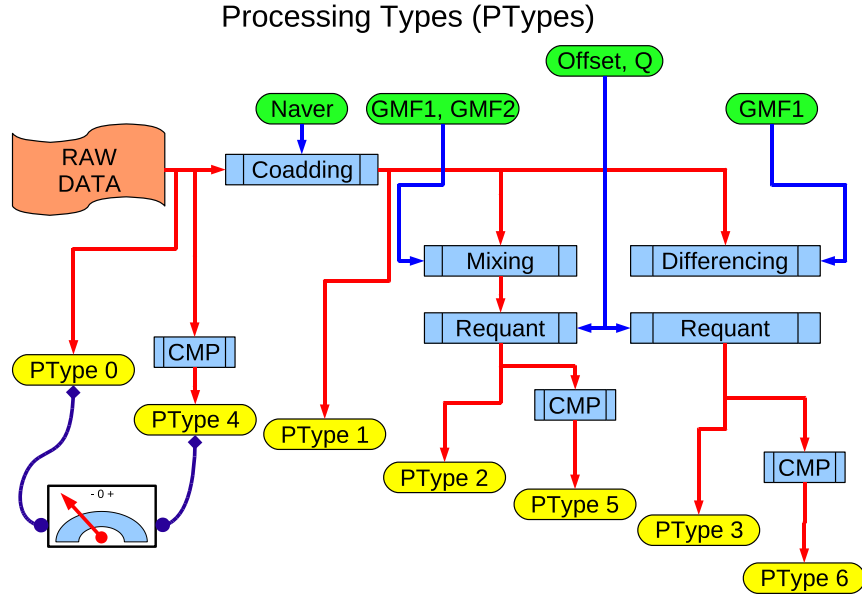 Processing Types (PTypes)
Offset, Q
Naver
GMF1, GMF2
GMF1
RAW
DATA
Coadding
Mixing
Differencing
Requant
Requant
CMP
PType 0
CMP
PType 4
PType 1
PType 2
CMP
PType 5
PType 3
PType 6
- 0 +